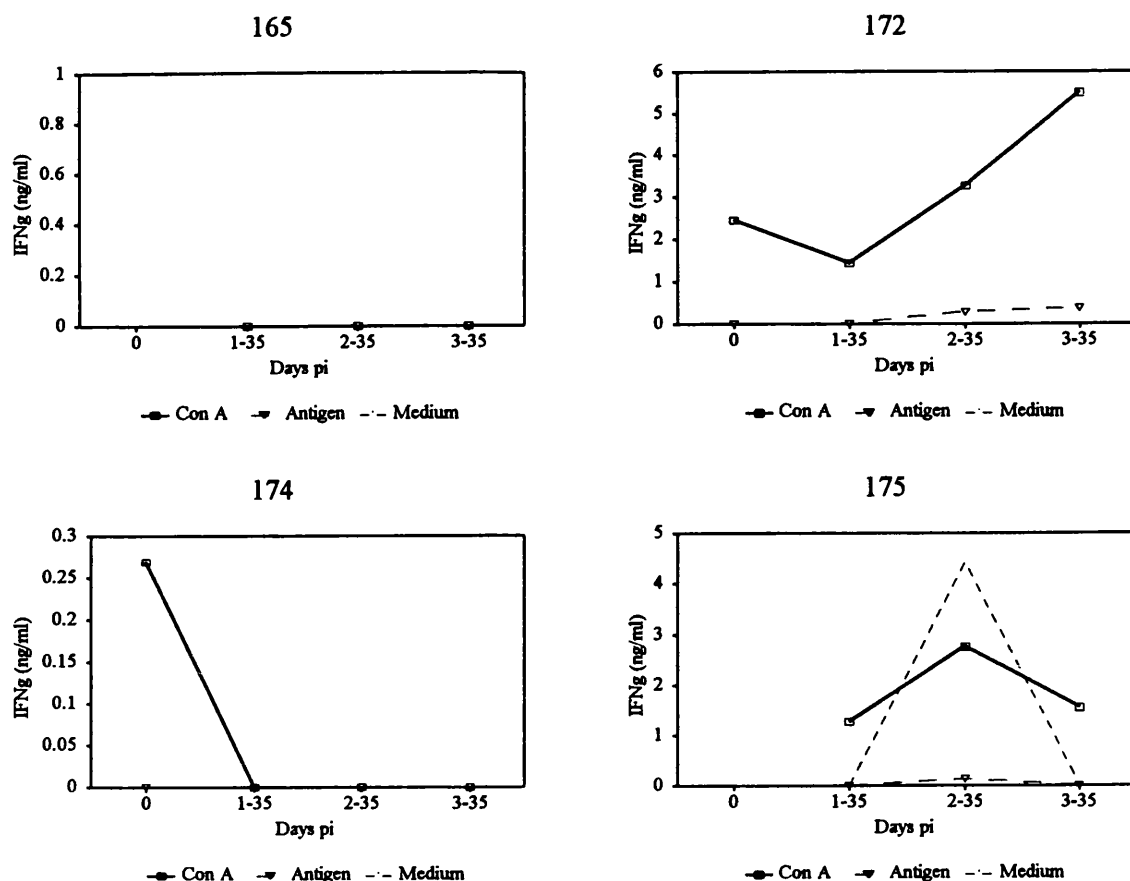 165
1
0.8
0.6
0.4
0.2
0
IFNg (ng/ml)
0 1-35 2-35 3-35
Days pi
Con A Antigen Medium
172
6
5
4
3
2
1
0
IFNg (ng/ml)
0 1-35 2-35 3-35
Days pi
Con A Antigen Medium
174
0.3
0.25
0.2
0.15
0.1
0.05
0
IFNg (ng/ml)
0 1-35 2-35 3-35
Days pi
Con A Antigen Medium
175
5
4
3
2
1
0
IFNg (ng/ml)
0 1-35 2-35 3-35
Days pi
Con A Antigen Medium